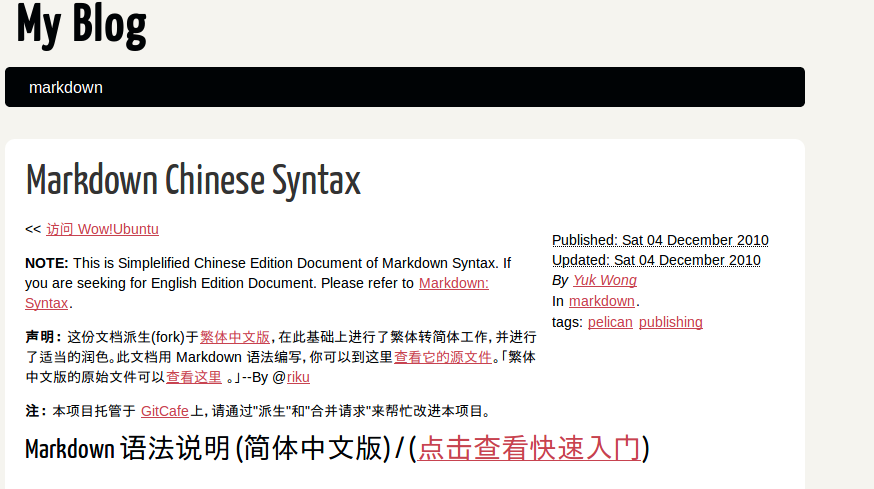 My Blog
markdown
Markdown Chinese Syntax
<< 访问 Wow!Ubuntu
NOTE: This is Simplelified Chinese Edition Document of Markdown Syntax. If
you are seeking for English Edition Document. Please refer to Markdown:
Syntax.
声明： 这份文档派生(fork)于繁体中文版，在此基础上进行了繁体转简体工作，并进行
了适当的润色。此文档用 Markdown 语法编写，你可以到这里查看它的源文件。「繁体
中文版的原始文件可以查看这里 。」--By @riku
注： 本项目托管于 GitCafe上，请通过"派生"和"合并请求"来帮忙改进本项目。
Markdown 语法说明 (简体中文版) / (点击查看快速入门)
Published: Sat 04 December 2010
Updated: Sat 04 December 2010
By Yuk Wong
In markdown.
tags: pelican publishing